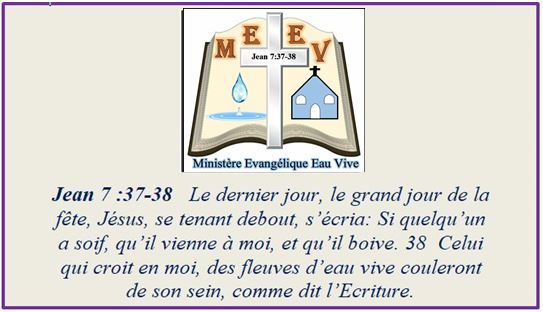 M E E V
Jean 7:37-38
Ministère Evangélique Eau Vive
Jean 7 :37-38 Le dernier jour, le grand jour de la
fête, Jésus, se tenant debout, s’écria: Si quelqu’un
a soif, qu’il vienne à moi, et qu’il boive. 38 Celui
qui croit en moi, des fleuves d’eau vive couleront
de son sein, comme dit l’Ecriture.